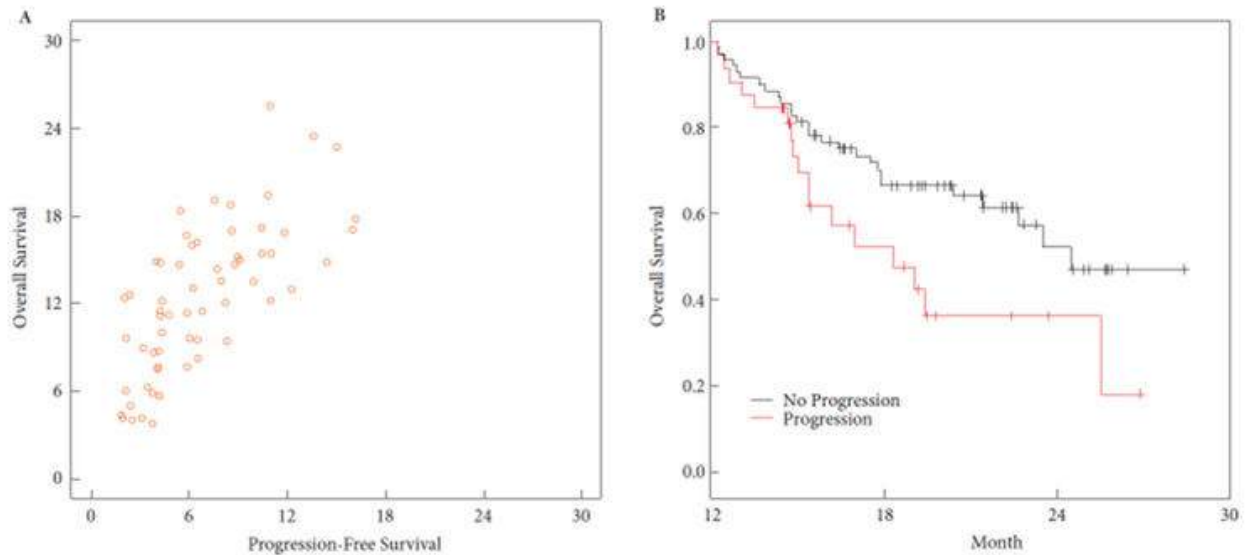 A
30
24
18
12
6
0
Overall Survival
0 6 12 18 24 30
Progression-Free Survival
B
1.0
0.8
0.6
0.4
0.2
0.0
Overall Survival
No Progression
Progression
12 18 24 30
Month